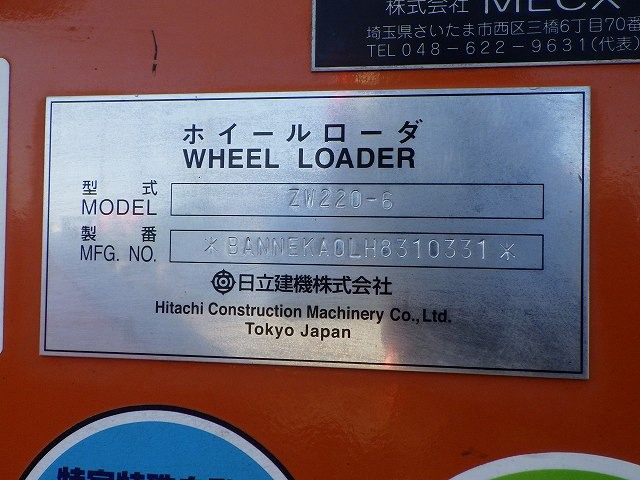 株式会社 MECX
埼玉県さいたま市西区三橋6丁目70番
TEL 048-622-9631(代表)
ホイールローダ
WHEEL LOADER
型式 MODEL ZW220-6
製番 MFG. NO. *BANNEKA0LH8310331*
日立建機株式会社
Hitachi Construction Machinery Co., Ltd.
Tokyo Japan